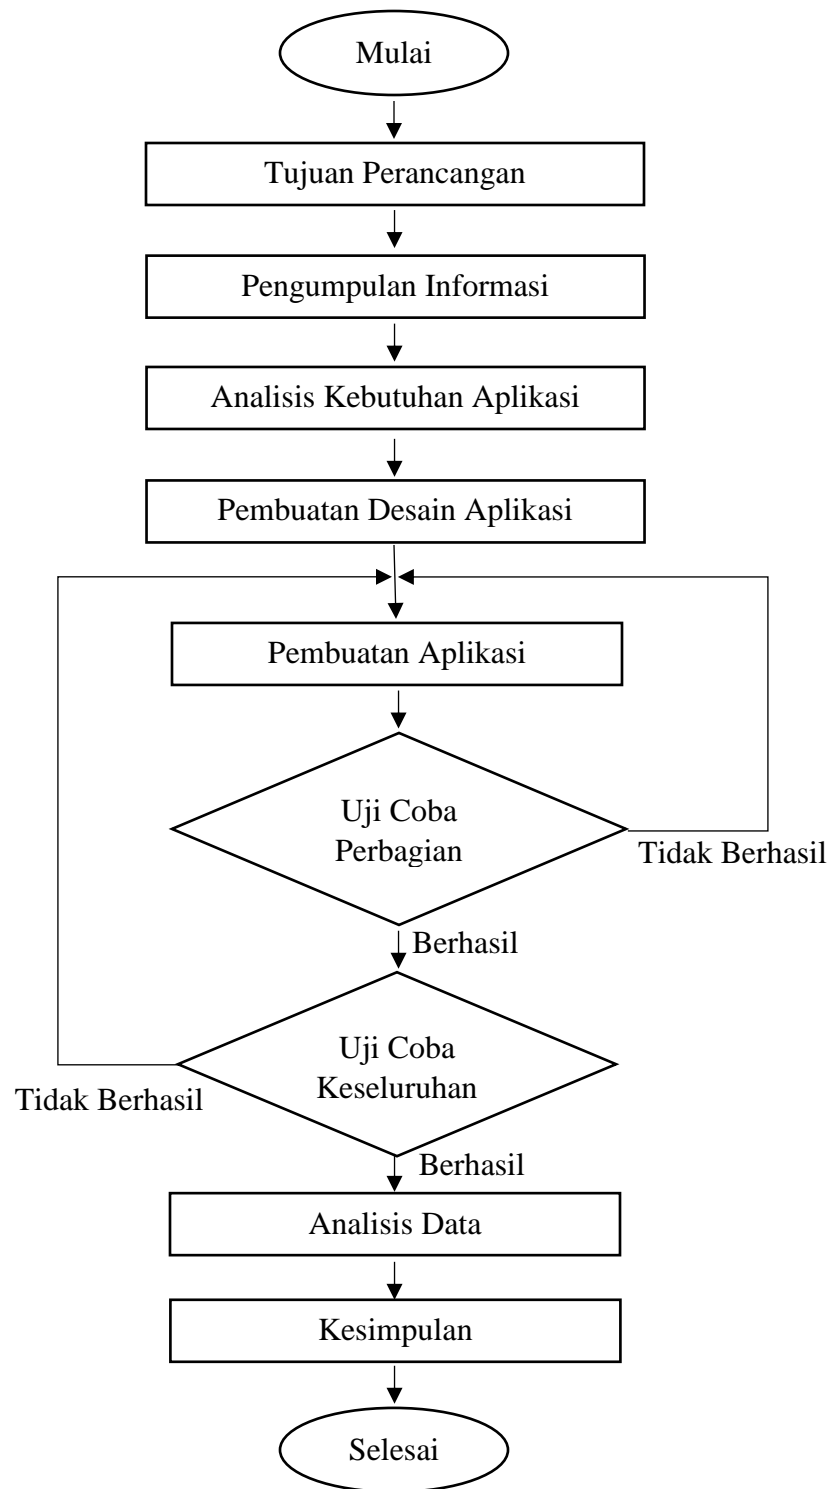 Mulai
Tujuan Perancangan
Pengumpulan Informasi
Analisis Kebutuhan Aplikasi
Pembuatan Desain Aplikasi
Pembuatan Aplikasi
Uji Coba
Perbagian
Tidak Berhasil
Berhasil
Uji Coba
Keseluruhan
Tidak Berhasil
Berhasil
Analisis Data
Kesimpulan
Selesai